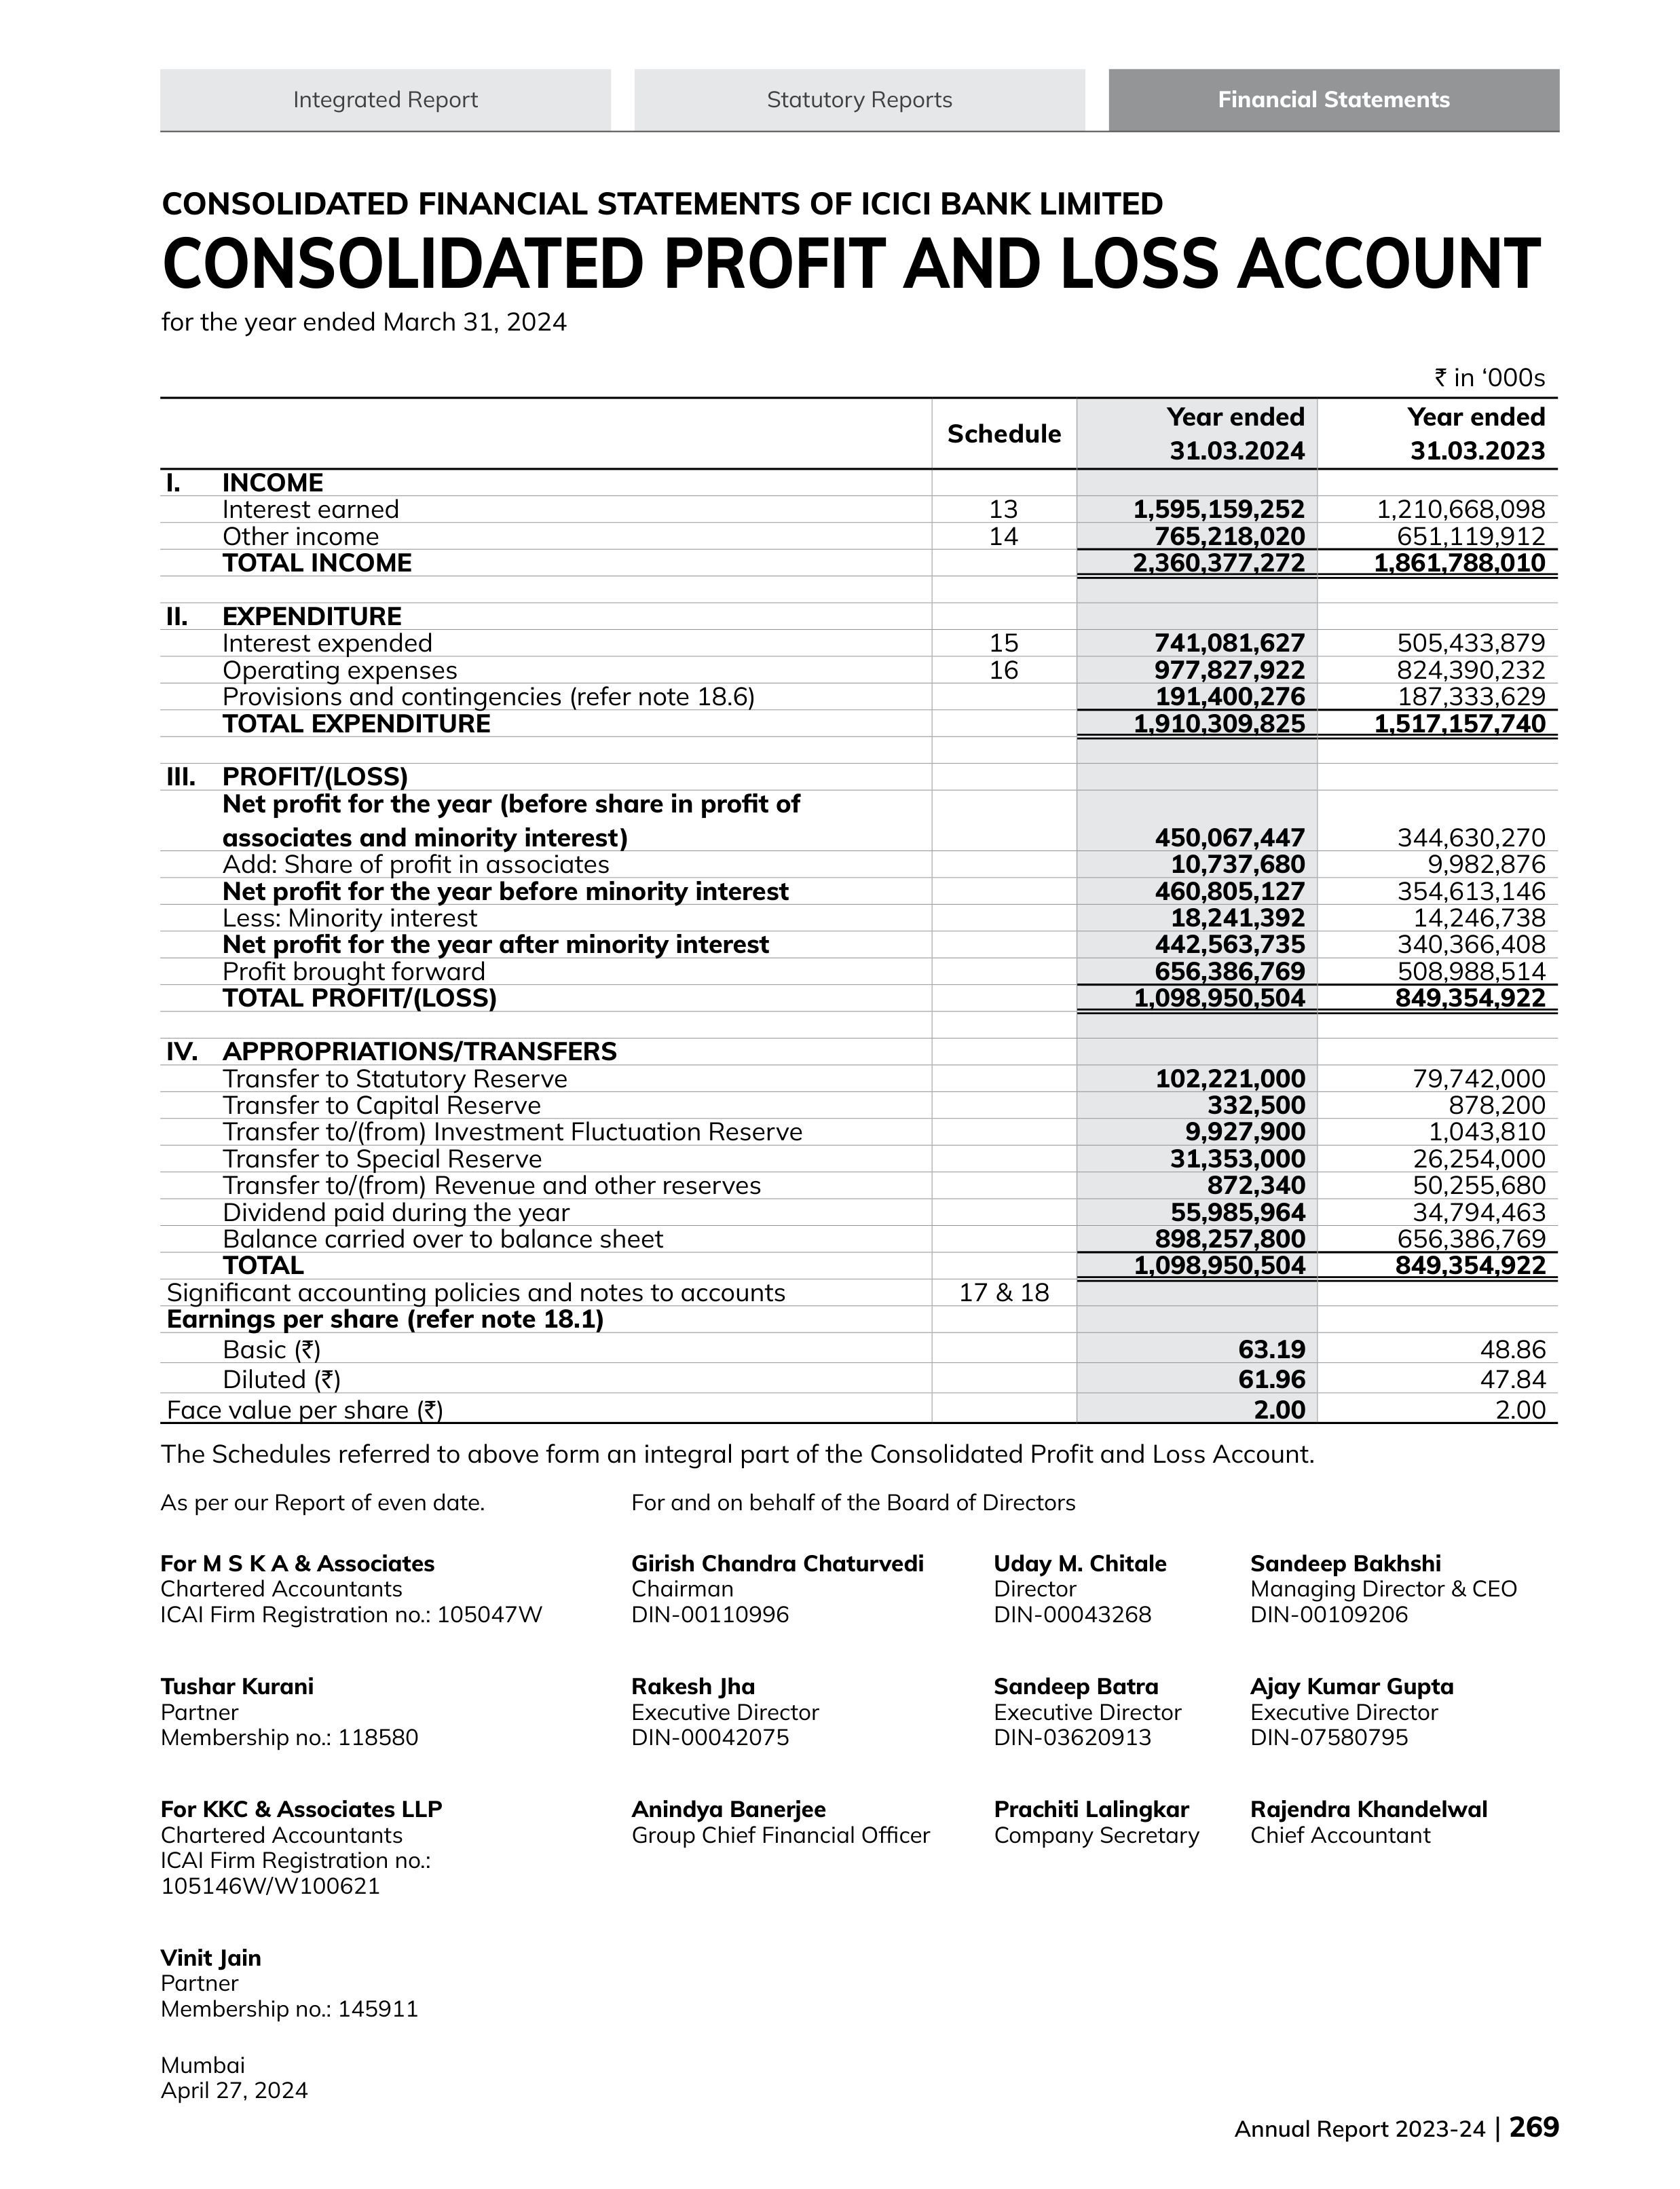 Integrated Report Statutory Reports Financial Statements
CONSOLIDATED FINANCIAL STATEMENTS OF ICICI BANK LIMITED
CONSOLIDATED PROFIT AND LOSS ACCOUNT
for the year ended March 31, 2024
₹ in ‘000s
Schedule Year ended 31.03.2024 Year ended 31.03.2023
I. INCOME
Interest earned 13 1,595,159,252 1,210,668,098
Other income 14 765,218,020 651,119,912
TOTAL INCOME 2,360,377,272 1,861,788,010
II. EXPENDITURE
Interest expended 15 741,081,627 505,433,879
Operating expenses 16 977,827,922 824,390,232
Provisions and contingencies (refer note 18.6) 191,400,276 187,333,629
TOTAL EXPENDITURE 1,910,309,825 1,517,157,740
III. PROFIT/(LOSS)
Net profit for the year (before share in profit of
associates and minority interest) 450,067,447 344,630,270
Add: Share of profit in associates 10,737,680 9,982,876
Net profit for the year before minority interest 460,805,127 354,613,146
Less: Minority interest 18,241,392 14,246,738
Net profit for the year after minority interest 442,563,735 340,366,408
Profit brought forward 656,386,769 508,988,514
TOTAL PROFIT/(LOSS) 1,098,950,504 849,354,922
IV. APPROPRIATIONS/TRANSFERS
Transfer to Statutory Reserve 102,221,000 79,742,000
Transfer to Capital Reserve 332,500 878,200
Transfer to/(from) Investment Fluctuation Reserve 9,927,900 1,043,810
Transfer to Special Reserve 31,353,000 26,254,000
Transfer to/(from) Revenue and other reserves 872,340 50,255,680
Dividend paid during the year 55,985,964 34,794,463
Balance carried over to balance sheet 898,257,800 656,386,769
TOTAL 1,098,950,504 849,354,922
Significant accounting policies and notes to accounts 17 & 18
Earnings per share (refer note 18.1)
Basic (₹) 63.19 48.86
Diluted (₹) 61.96 47.84
Face value per share (₹) 2.00 2.00
The Schedules referred to above form an integral part of the Consolidated Profit and Loss Account.
As per our Report of even date. For and on behalf of the Board of Directors
For M S K A & Associates Girish Chandra Chaturvedi Uday M. Chitale Sandeep Bakhshi
Chartered Accountants Chairman Director Managing Director & CEO
ICAI Firm Registration no.: 105047W DIN-00110996 DIN-00043268 DIN-00109206
Tushar Kurani Rakesh Jha Sandeep Batra Ajay Kumar Gupta
Partner Executive Director Executive Director Executive Director
Membership no.: 118580 DIN-00042075 DIN-03620913 DIN-07580795
For KKC & Associates LLP Anindya Banerjee Prachiti Lalingkar Rajendra Khandelwal
Chartered Accountants Group Chief Financial Officer Company Secretary Chief Accountant
ICAI Firm Registration no.:
105146W/W100621
Vinit Jain
Partner
Membership no.: 145911
Mumbai
April 27, 2024
Annual Report 2023-24 | 269